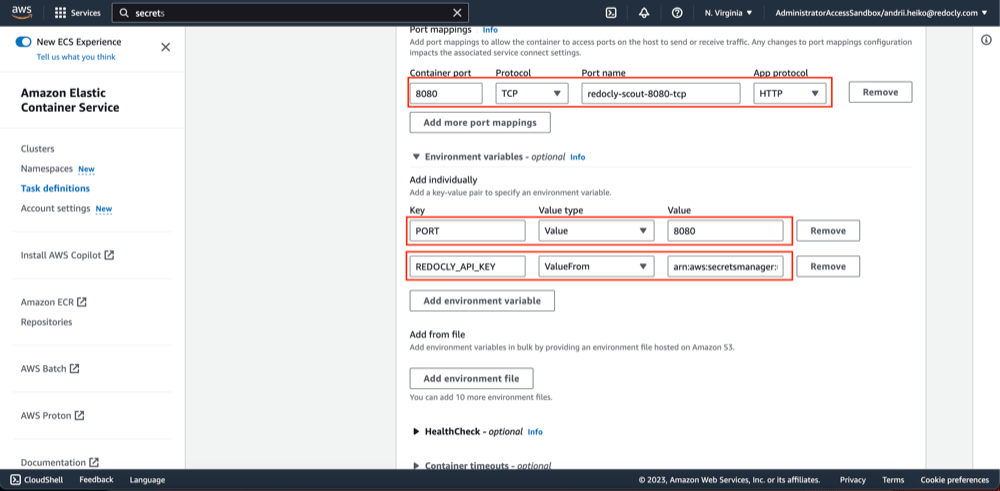 aws
Services
secrets
N. Virginia
AdministratorAccessSandbox/andrii.heiko@redocly.com
New ECS Experience
Tell us what you think
Amazon Elastic
Container Service
Clusters
Namespaces New
Task definitions
Account settings New
Install AWS Copilot
Amazon ECR
Repositories
AWS Batch
AWS Proton
Documentation
Port mappings Info
Add port mappings to allow the container to access ports on the host to send or receive traffic. Any changes to port mappings configuration
impacts the associated service connect settings.
Container port Protocol Port name App protocol
8080 TCP redocly-scout-8080-tcp HTTP Remove
Add more port mappings
Environment variables - optional Info
Add individually
Add a key-value pair to specify an environment variable.
Key Value type Value
PORT Value 8080 Remove
REDOCLY_API_KEY ValueFrom arn:aws:secretsmanager: Remove
Add environment variable
Add from file
Add environment variables in bulk by providing an environment file hosted on Amazon S3.
Add environment file
You can add 10 more environment files.
HealthCheck - optional Info
Container timeouts - optional
CloudShell Feedback Language © 2023, Amazon Web Services, Inc. or its affiliates. Privacy Terms Cookie preferences